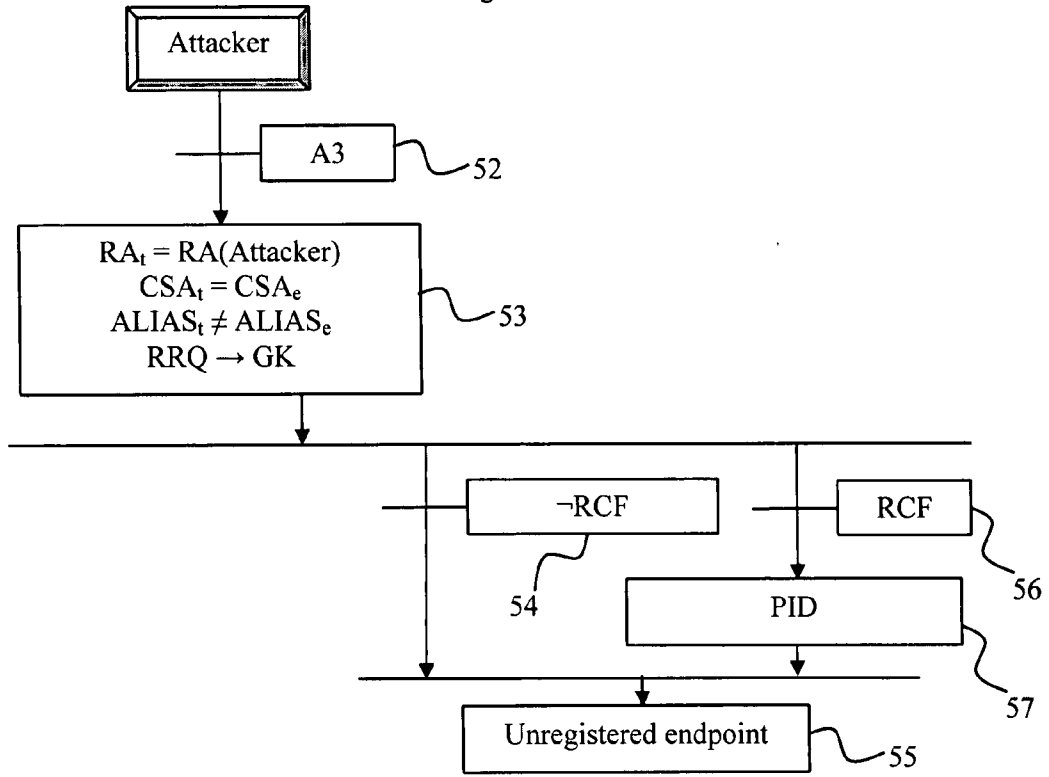 Attacker
A3
52
RAₜ = RA(Attacker)
CSAₜ = CSAₑ
ALIASₜ ≠ ALIASₑ
RRQ → GK
53
¬RCF
RCF
54
56
PID
57
Unregistered endpoint
55